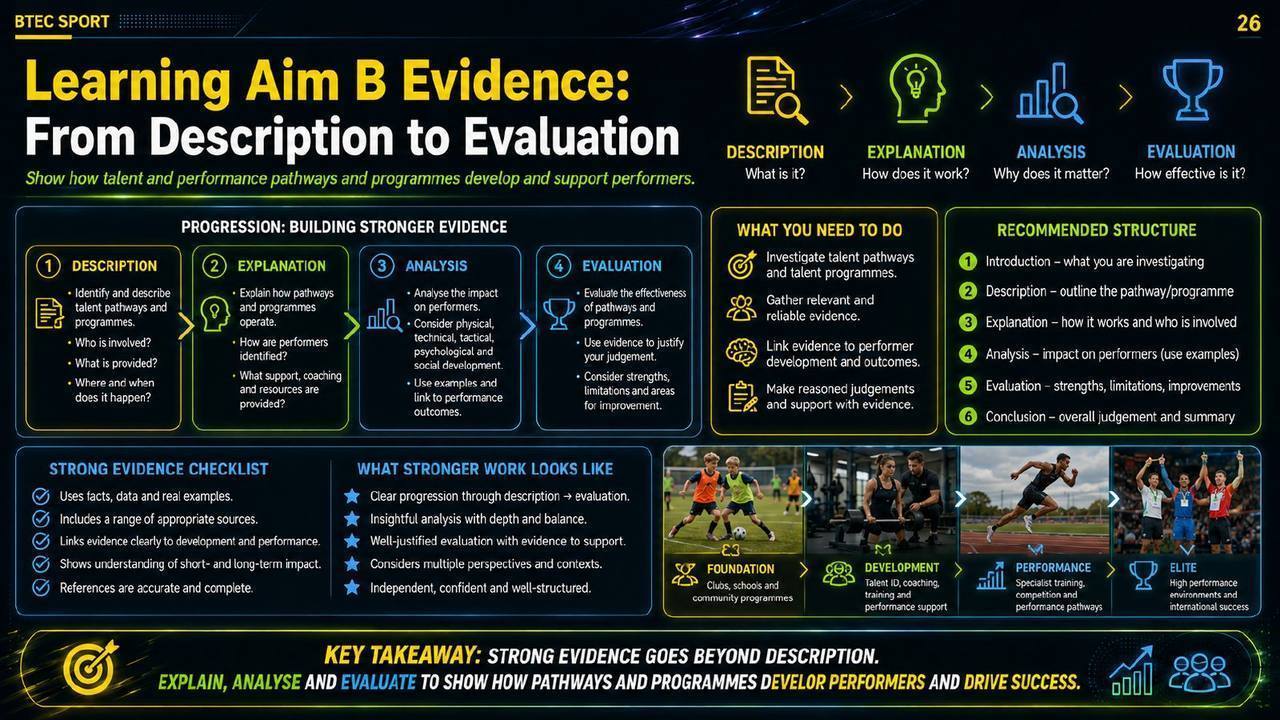 BTEC SPORT
26
Learning Aim B Evidence:
From Description to Evaluation
Show how talent and performance pathways and programmes develop and support performers.
DESCRIPTION
What is it?
EXPLANATION
How does it work?
ANALYSIS
Why does it matter?
EVALUATION
How effective is it?
PROGRESSION: BUILDING STRONGER EVIDENCE
1 DESCRIPTION
• Identify and describe
talent pathways and
programmes.
• Who is involved?
• What is provided?
• Where and when
does it happen?
2 EXPLANATION
• Explain how pathways
and programmes
operate.
• How are performers
identified?
• What support, coaching
and resources are
provided?
3 ANALYSIS
• Analyse the impact
on performers.
• Consider physical,
technical, tactical,
psychological and
social development.
• Use examples and
link to performance
outcomes.
4 EVALUATION
• Evaluate the effectiveness
of pathways and
programmes.
• Use evidence to justify
your judgement.
• Consider strengths,
limitations and areas
for improvement.
WHAT YOU NEED TO DO
Investigate talent pathways
and talent programmes.
Gather relevant and
reliable evidence.
Link evidence to performer
development and outcomes.
Make reasoned judgements
and support with evidence.
RECOMMENDED STRUCTURE
1 Introduction – what you are investigating
2 Description – outline the pathway/programme
3 Explanation – how it works and who is involved
4 Analysis – impact on performers (use examples)
5 Evaluation – strengths, limitations, improvements
6 Conclusion – overall judgement and summary
STRONG EVIDENCE CHECKLIST
Uses facts, data and real examples.
Includes a range of appropriate sources.
Links evidence clearly to development and performance.
Shows understanding of short- and long-term impact.
References are accurate and complete.
WHAT STRONGER WORK LOOKS LIKE
Clear progression through description → evaluation.
Insightful analysis with depth and balance.
Well-justified evaluation with evidence to support.
Considers multiple perspectives and contexts.
Independent, confident and well-structured.
FOUNDATION
Clubs, schools and
community programmes
DEVELOPMENT
Talent ID, coaching,
training and
performance support
PERFORMANCE
Specialist training,
competition and
performance pathways
ELITE
High performance
environments and
international success
KEY TAKEAWAY: STRONG EVIDENCE GOES BEYOND DESCRIPTION.
EXPLAIN, ANALYSE AND EVALUATE TO SHOW HOW PATHWAYS AND PROGRAMMES DEVELOR PERFORMERS AND DRIVE SUCCESS.